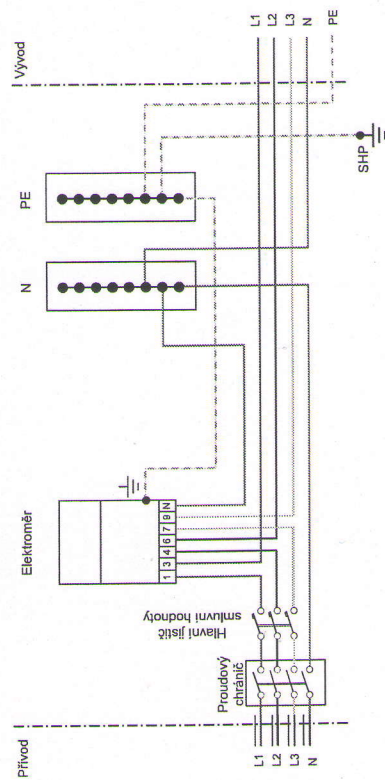 Přívod
L1
L2
L3
N
Proudový
chránič
Hlavní jistič
smluvní hodnoty
Elektroměr
1 3 4 6 7 9 N
N
PE
SHP
Vývod
L1
L2
L3
N
PE